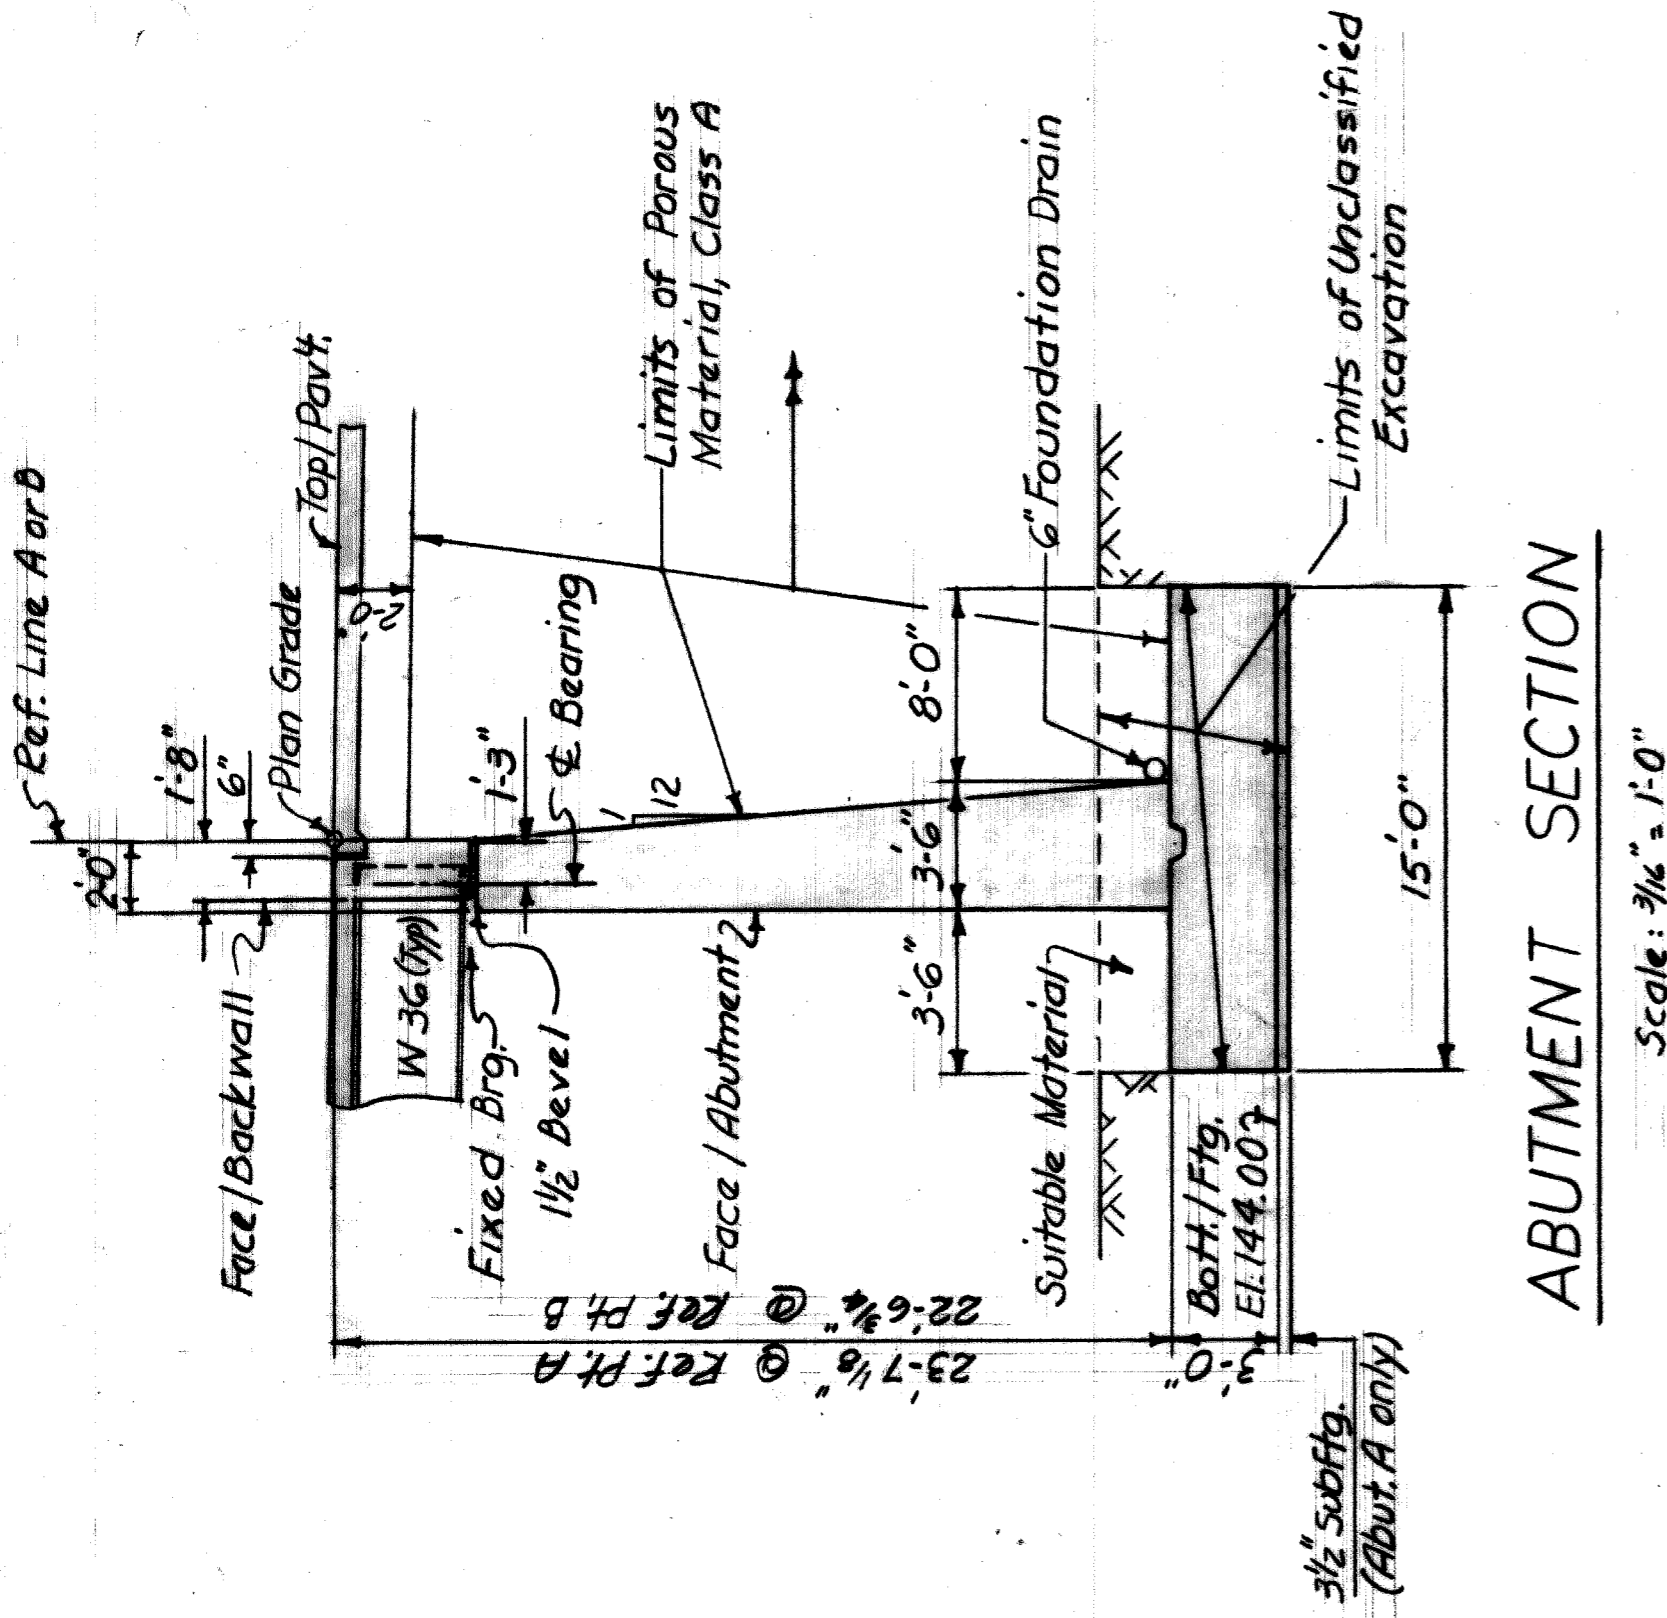 Ref. Line A or B
2'-0"
1'-8"
6"
Plan Grade
Top/Pav't.
2'-0"
Face/Backwall
W 36 (Typ)
Fixed Brg.
1½" Bevel
1'-3"
℄ Bearing
1
12
Limits of Porous
Material, Class A
Face/Abutment
22'-6¾" @ Ref. Pt. B
23'-7⅛" @ Ref. Pt. A
3'-6"
3'-6"
8'-0"
6" Foundation Drain
Suitable Material
Bott./Ftg.
El. 144.00
3'-0"
15'-0"
Limits of Unclassified
Excavation
3½" Subftg.
(Abut. A only)
ABUTMENT SECTION
Scale: 3/16" = 1'-0"